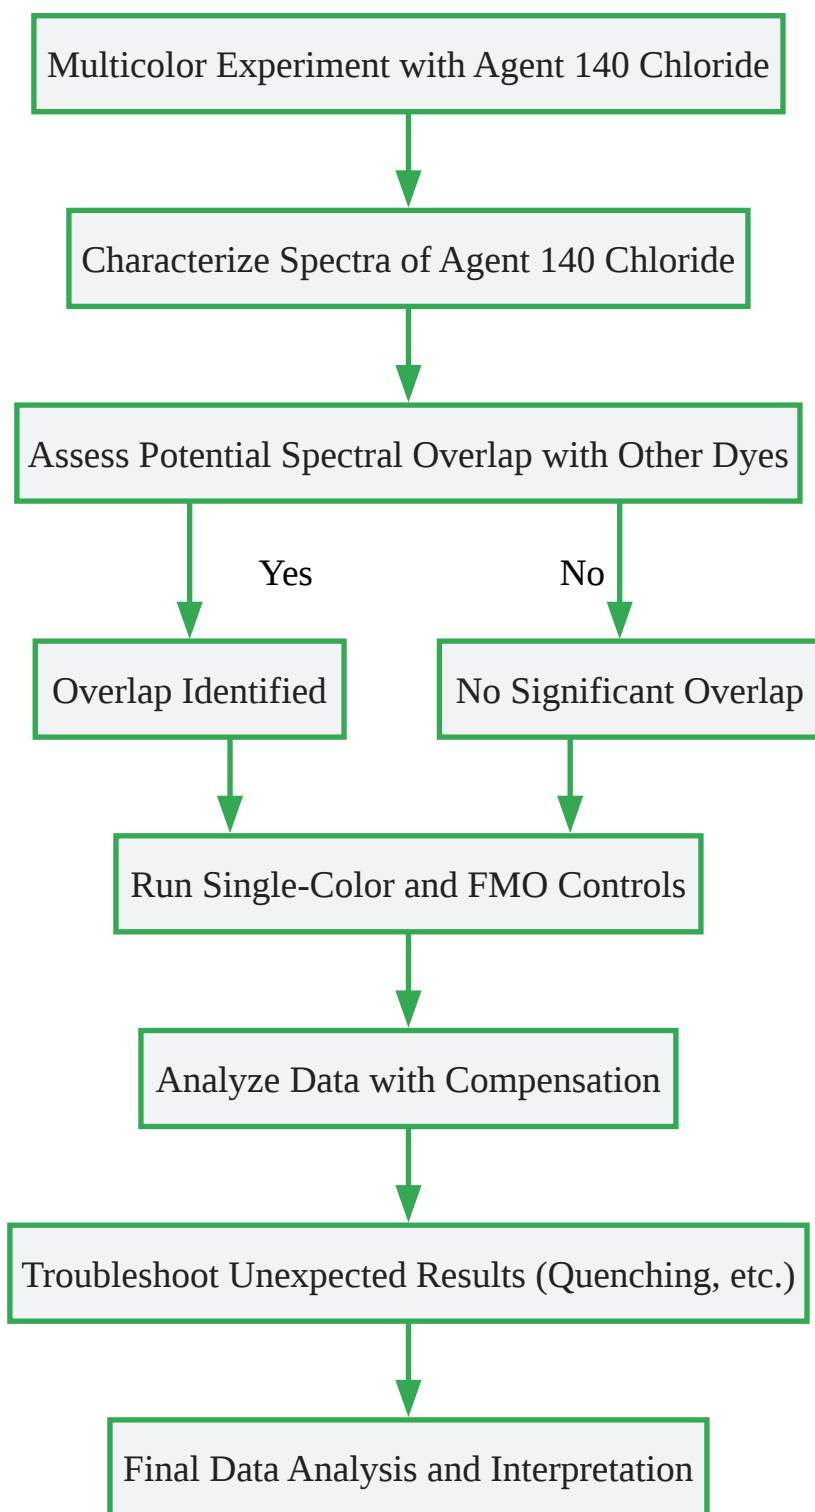 Multicolor Experiment with Agent 140 Chloride
Characterize Spectra of Agent 140 Chloride
Assess Potential Spectral Overlap with Other Dyes
Yes
No
Overlap Identified
No Significant Overlap
Run Single-Color and FMO Controls
Analyze Data with Compensation
Troubleshoot Unexpected Results (Quenching, etc.)
Final Data Analysis and Interpretation